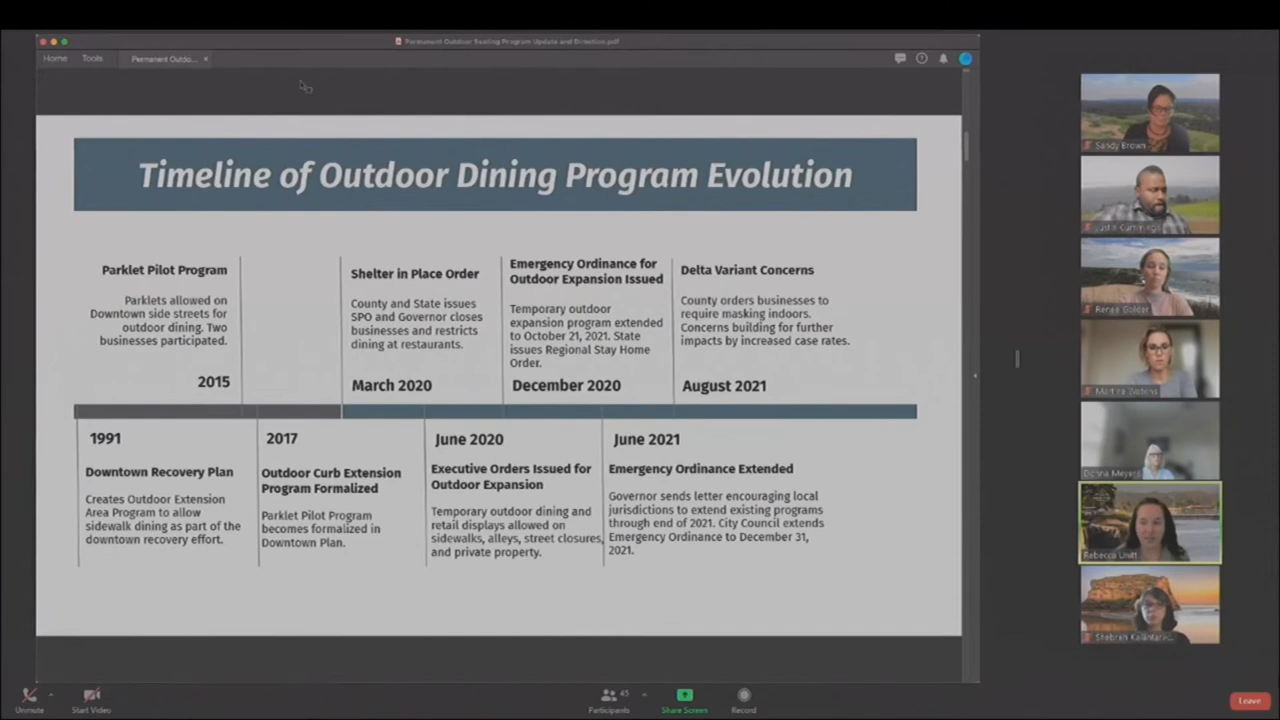 Permanent Outdoor Seating Program Update and Direction.pdf
Home
Tools
Permanent Outdo...
Timeline of Outdoor Dining Program Evolution
Parklet Pilot Program
Parklets allowed on
Downtown side streets for
outdoor dining. Two
businesses participated.
2015
Shelter in Place Order
County and State issues
SPO and Governor closes
businesses and restricts
dining at restaurants.
March 2020
Emergency Ordinance for
Outdoor Expansion Issued
Temporary outdoor
expansion program extended
to October 21, 2021. State
issues Regional Stay Home
Order.
December 2020
Delta Variant Concerns
County orders businesses to
require masking indoors.
Concerns building for further
impacts by increased case rates.
August 2021
1991
Downtown Recovery Plan
Creates Outdoor Extension
Area Program to allow
sidewalk dining as part of the
downtown recovery effort.
2017
Outdoor Curb Extension
Program Formalized
Parklet Pilot Program
becomes formalized in
Downtown Plan.
June 2020
Executive Orders Issued for
Outdoor Expansion
Temporary outdoor dining and
retail displays allowed on
sidewalks, alleys, street closures,
and private property.
June 2021
Emergency Ordinance Extended
Governor sends letter encouraging local
jurisdictions to extend existing programs
through end of 2021. City Council extends
Emergency Ordinance to December 31,
2021.
Sandy Brown
Justin Cummings
Renee Golder
Martine Watkins
Donna Meyers
Rebecca Unitt
Shebreh Kalantari-...
Unmute
Start Video
Participants
45
Share Screen
Record
Leave